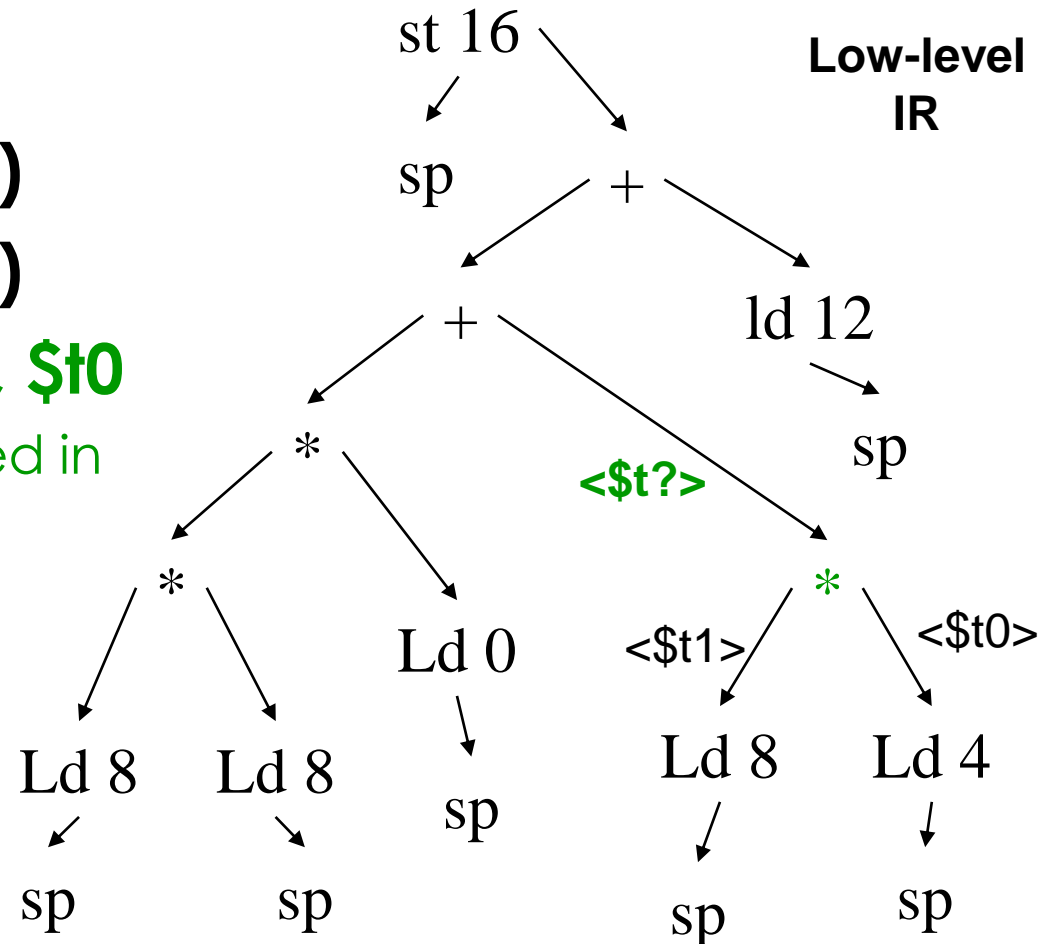 st 16
Low-level
IR
)
sp
+
)
+
ld 12
$t0
*
sp
ed in
<$t?>
*
*
Ld 0
<$t1>
<$t0>
Ld 8
Ld 8
Ld 8
Ld 4
sp
sp
sp
sp
sp